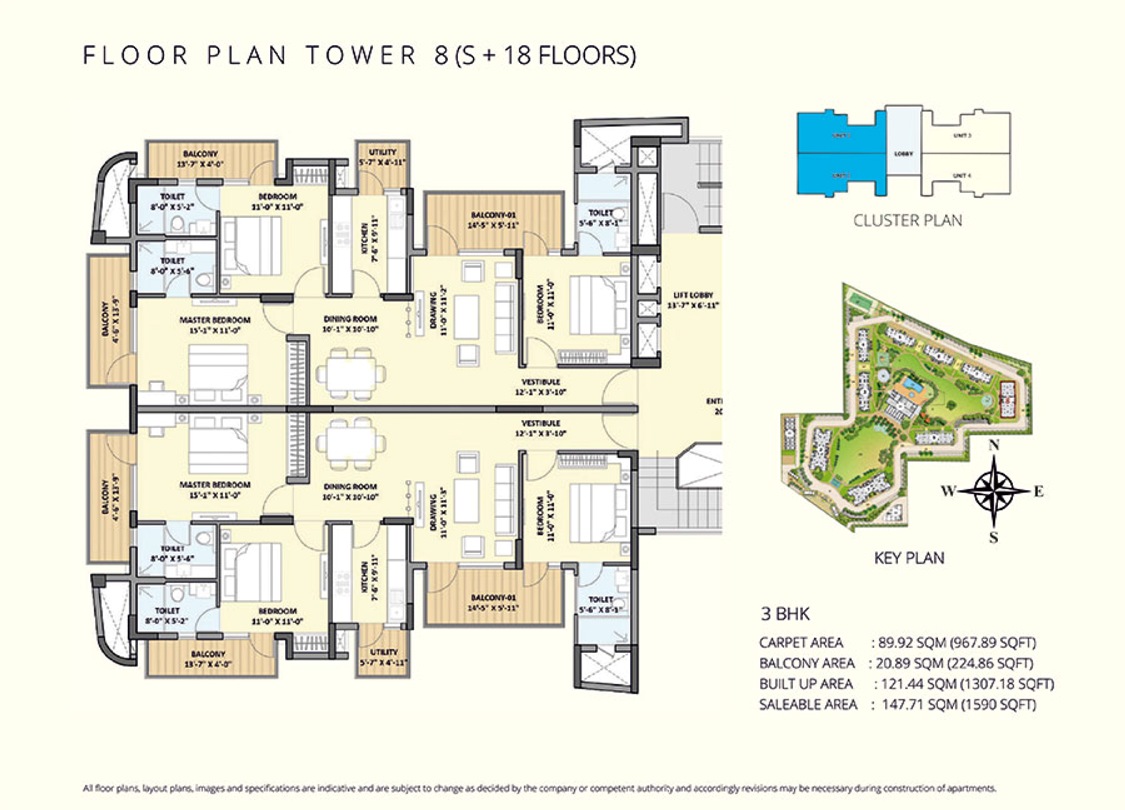 FLOOR PLAN TOWER 8 (S + 18 FLOORS)
BALCONY
13'-7" X 4'-0"
UTILITY
5'-7" X 4'-11"
TOILET
8'-0" X 5'-2"
BEDROOM
11'-0" X 11'-0"
KITCHEN
7'-6" X 9'-11"
BALCONY-01
14'-5" X 5'-11"
TOILET
5'-6" X 8'-1"
TOILET
8'-0" X 5'-6"
BALCONY
4'-6" X 13'-9"
MASTER BEDROOM
15'-1" X 11'-0"
DINING ROOM
10'-1" X 10'-10"
DRAWING
11'-0" X 11'-2"
BEDROOM
11'-0" X 11'-0"
LIFT LOBBY
13'-7" X 6'-11"
VESTIBULE
12'-1" X 3'-10"
ENT
20
VESTIBULE
12'-1" X 3'-10"
BALCONY
4'-6" X 13'-9"
MASTER BEDROOM
15'-1" X 11'-0"
DINING ROOM
10'-1" X 10'-10"
DRAWING
11'-0" X 11'-3"
BEDROOM
11'-0" X 11'-0"
TOILET
8'-0" X 5'-6"
KITCHEN
7'-6" X 9'-11"
TOILET
8'-0" X 5'-2"
BEDROOM
11'-0" X 11'-0"
BALCONY-01
14'-5" X 5'-11"
TOILET
5'-6" X 8'-1"
BALCONY
13'-7" X 4'-0"
UTILITY
5'-7" X 4'-11"
UNIT 3
LOBBY
UNIT 4
CLUSTER PLAN
N
W
E
S
KEY PLAN
3 BHK
CARPET AREA : 89.92 SQM (967.89 SQFT)
BALCONY AREA : 20.89 SQM (224.86 SQFT)
BUILT UP AREA : 121.44 SQM (1307.18 SQFT)
SALEABLE AREA : 147.71 SQM (1590 SQFT)
All floor plans, layout plans, images and specifications are indicative and are subject to change as decided by the company or competent authority and accordingly revisions may be necessary during construction of apartments.